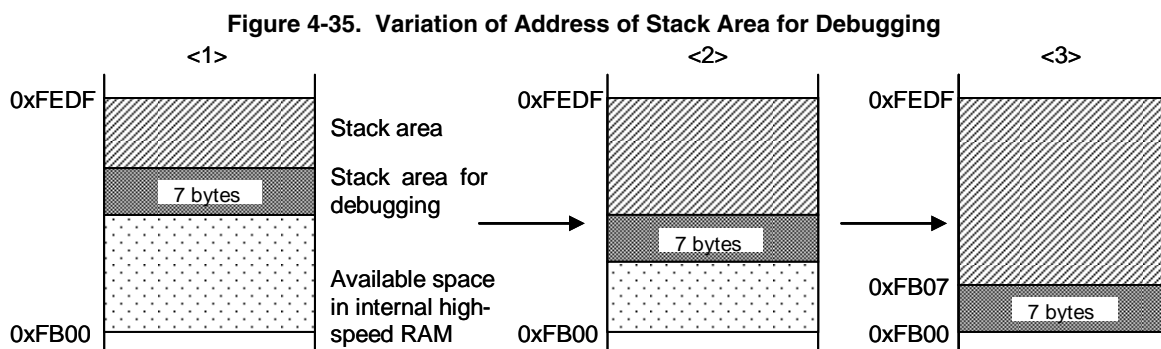 Figure 4-35. Variation of Address of Stack Area for Debugging
<1>
<2>
<3>
0xFEDF
Stack area
Stack area for
debugging
7 bytes
Available space
in internal high-
speed RAM
0xFB00
0xFEDF
7 bytes
0xFB00
0xFEDF
0xFB07
7 bytes
0xFB00